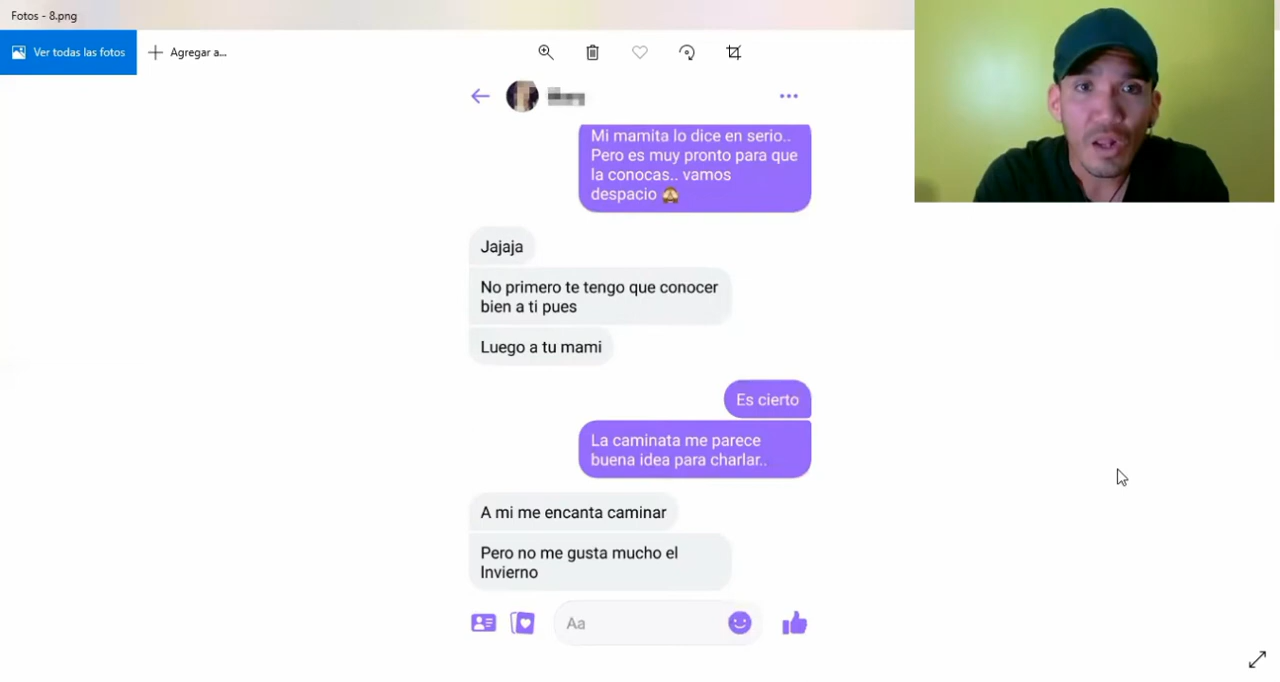 Fotos - 8.png
Ver todas las fotos
Agregar a...
Mi mamita lo dice en serio..
Pero es muy pronto para que
la conocas.. vamos
despacio 🙈
Jajaja
No primero te tengo que conocer
bien a ti pues
Luego a tu mami
Es cierto
La caminata me parece
buena idea para charlar..
A mi me encanta caminar
Pero no me gusta mucho el
Invierno
Aa